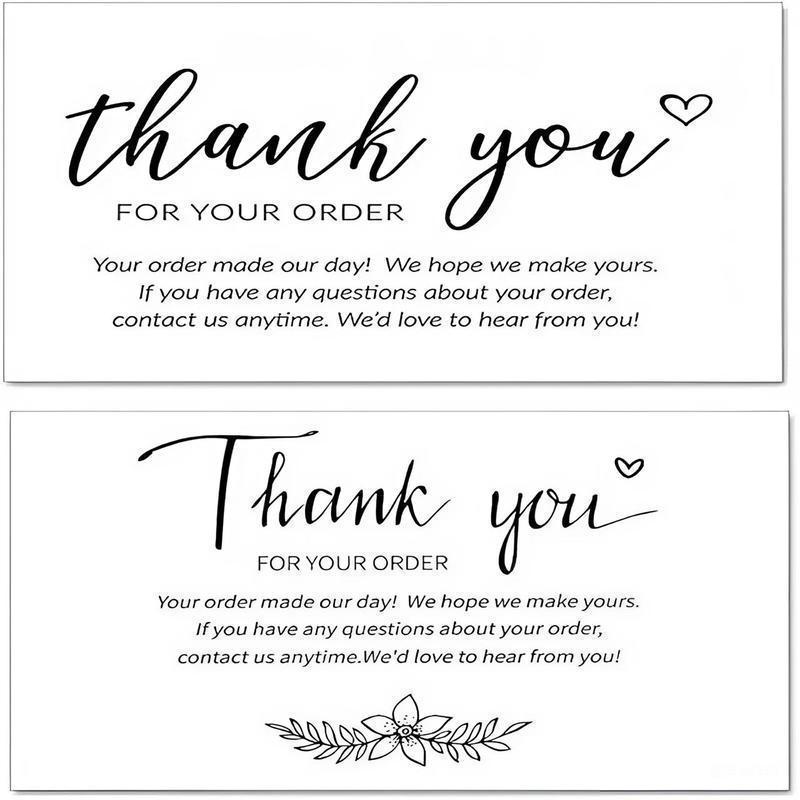 thank you
FOR YOUR ORDER
Your order made our day!  We hope we make yours.
If you have any questions about your order,
contact us anytime. We’d love to hear from you!
Thank you
FOR YOUR ORDER
Your order made our day!  We hope we make yours.
If you have any questions about your order,
contact us anytime.We'd love to hear from you!